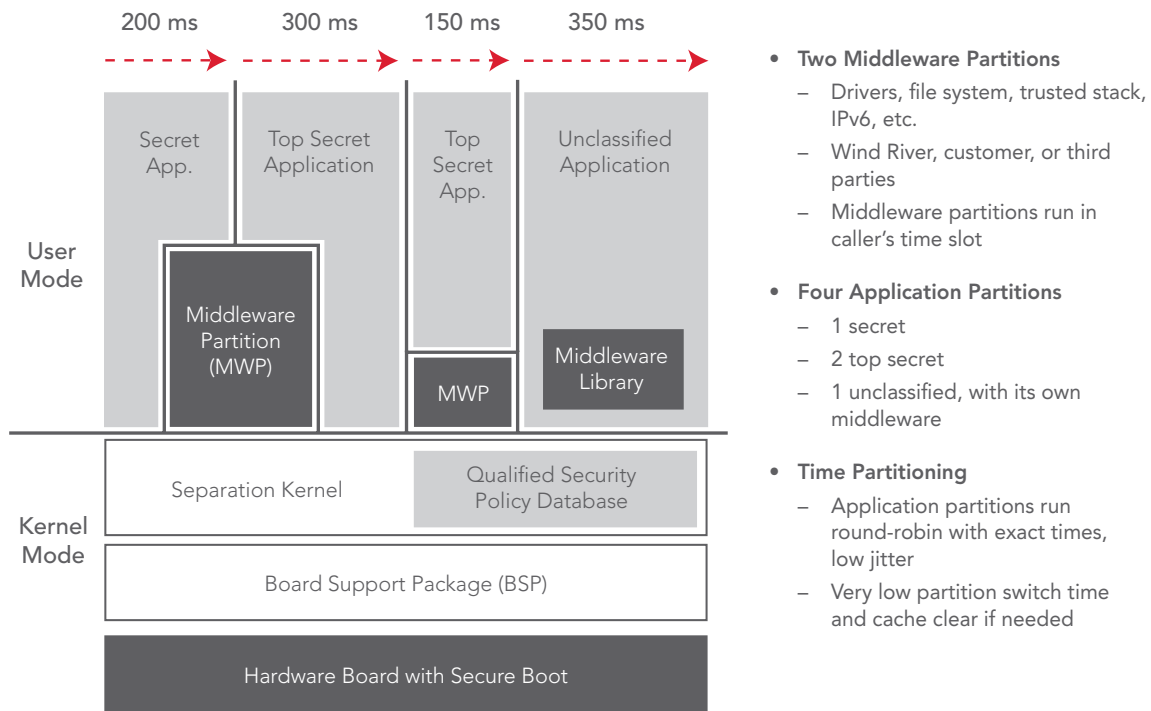 200 ms
300 ms
150 ms
350 ms
Secret
App.
Top Secret
Application
Top
Secret
App.
Unclassified
Application
User
Mode
Middleware
Partition
(MWP)
MWP
Middleware
Library
Kernel
Mode
Separation Kernel
Qualified Security
Policy Database
Board Support Package (BSP)
Hardware Board with Secure Boot
• Two Middleware Partitions
– Drivers, file system, trusted stack,
IPv6, etc.
– Wind River, customer, or third
parties
– Middleware partitions run in
caller’s time slot
• Four Application Partitions
– 1 secret
– 2 top secret
– 1 unclassified, with its own
middleware
• Time Partitioning
– Application partitions run
round-robin with exact times,
low jitter
– Very low partition switch time
and cache clear if needed